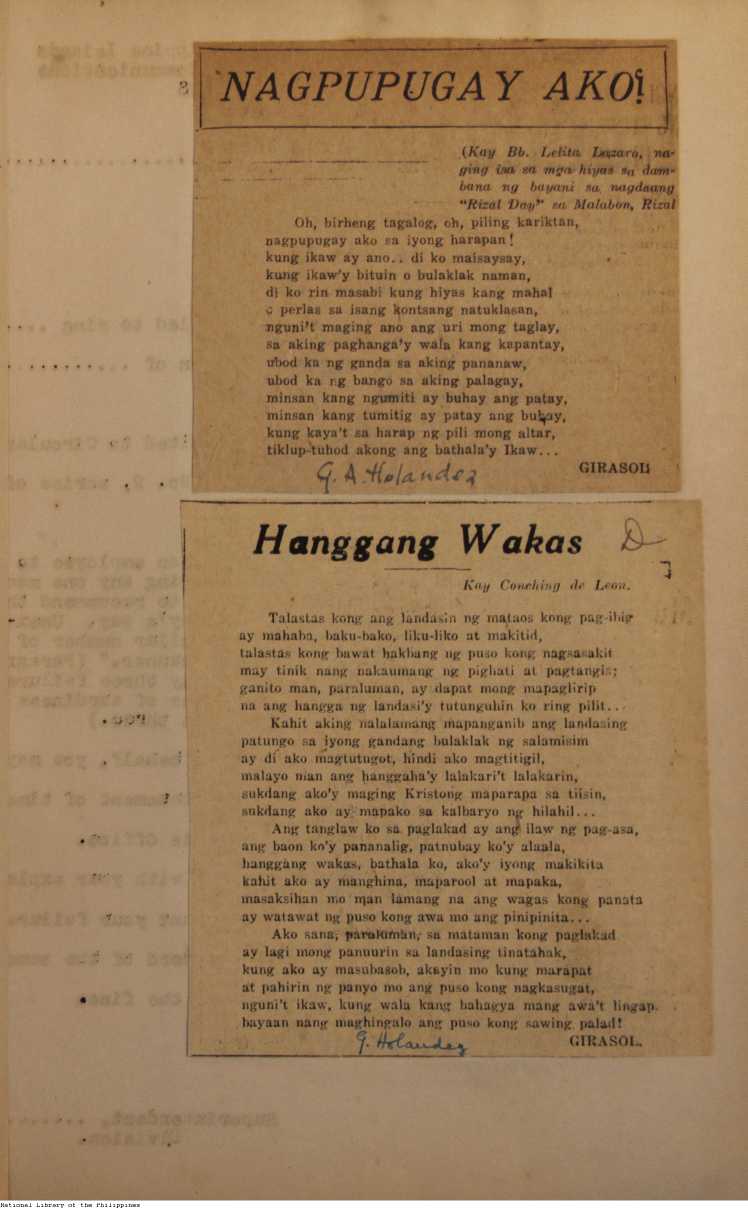 NAGPUPUGAY AKO!
(Kay Bb. Lelita Lazaro, na-
ging isa sa mga hiyas sa dam-
bana ng bayani sa nagdaang
"Rizal Day" sa Malabon, Rizal
Oh, birheng tagalog, oh, piling kariktan,
nagpupugay ako sa iyong harapan!
kung ikaw ay ano.. di ko maisaysay,
kung ikaw'y bituin o bulaklak naman,
di ko rin masabi kung hiyas kang mahal
o perlas sa isang kontsang natuklasan,
nguni't maging ano ang uri mong taglay,
sa aking paghanga'y wala kang kapantay,
ubod ka ng ganda sa aking pananaw,
ubod ka ng bango sa aking palagay,
minsan kang ngumiti ay buhay ang patay,
minsan kang tumitig ay patay ang buhay,
kung kaya't sa harap ng pili mong altar,
tiklup-tuhod akong ang bathala'y Ikaw...
GIRASOL
G. A. Holandez
Hanggang Wakas
D
Kay Conching de Leon.
Talastas kong ang landasin ng mataos kong pag-ibig
ay mahaba, baku-bako, liku-liko at makitid,
talastas kong bawat hakbang ng puso kong nagsasakit
may tinik nang nakaumang ng pighati at pagtangis;
ganito man, paraluman, ay dapat mong mapaglirip
na ang hangga ng landasi'y tutunguhin ko ring pilit...
Kahit aking nalalamang mapanganib ang landasing
patungo sa iyong gandang bulaklak ng salamisim
ay di ako magtutugot, hindi ako magtitigil,
malayo man ang hanggaha'y lalakari't lalakarin,
sukdang ako'y maging Kristong maparapa sa tiisin,
sukdang ako ay mapako sa kalbaryo ng hilahil...
Ang tanglaw ko sa paglakad ay ang ilaw ng pag-asa,
ang baon ko'y pananalig, patnubay ko'y alaala,
hanggang wakas, bathala ko, ako'y iyong makikita
kahit ako ay manghina, maparool at mapaka,
masaksihan mo man lamang na ang wagas kong panata
ay watawat ng puso kong awa mo ang pinipinita...
Ako sana, paraluman, sa mataman kong paglakad
ay lagi mong panuurin sa landasing tinatahak,
kung ako ay masubasob, akayin mo kung marapat
at pahirin ng panyo mo ang puso kong nagkasugat,
nguni't ikaw, kung wala kang bahagya mang awa't lingap.
bayaan nang maghingalo ang puso kong sawing palad!
GIRASOL.
G. Holandez
National Library of the Philippines